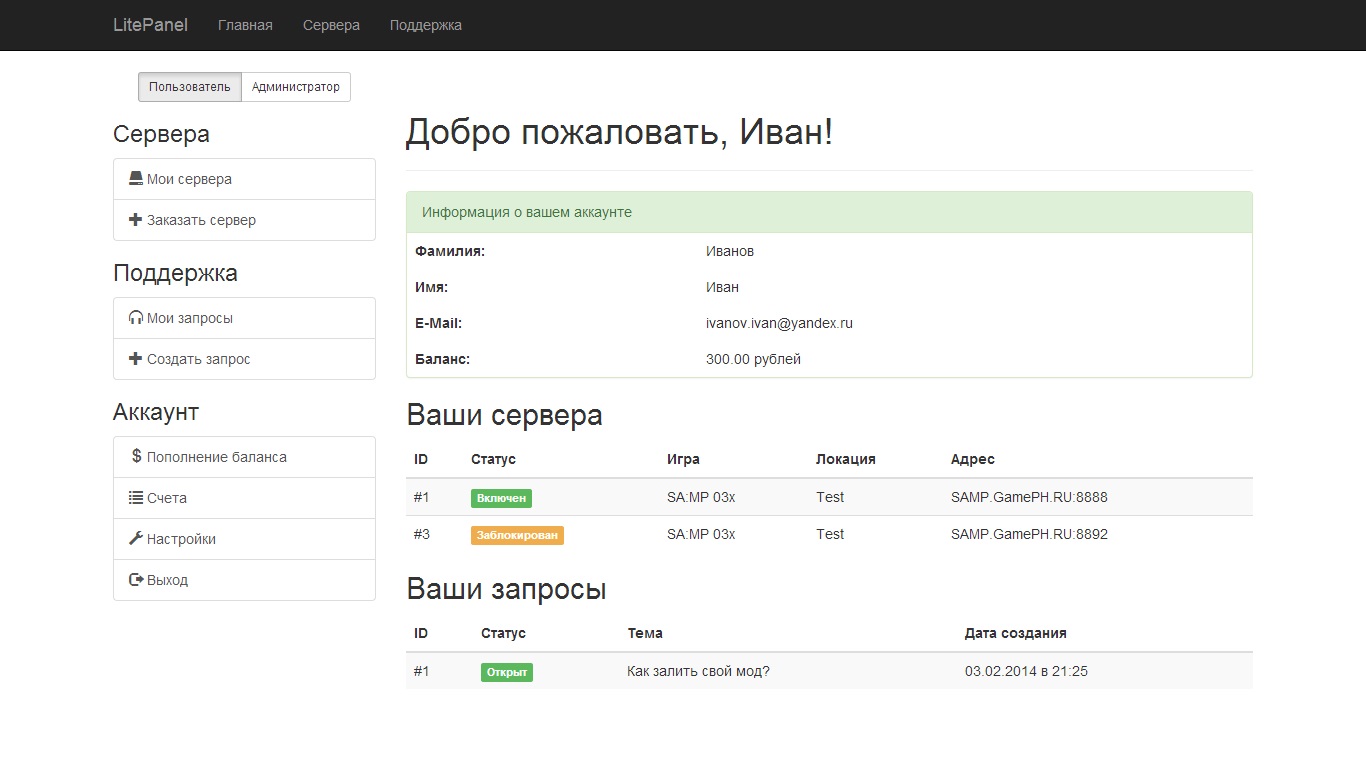 LitePanel Главная Сервера Поддержка
Пользователь Администратор
Сервера
Мои сервера
Заказать сервер
Поддержка
Мои запросы
Создать запрос
Аккаунт
Пополнение баланса
Счета
Настройки
Выход
Добро пожаловать, Иван!
Информация о вашем аккаунте
Фамилия: Иванов
Имя: Иван
E-Mail: ivanov.ivan@yandex.ru
Баланс: 300.00 рублей
Ваши сервера
ID Статус Игра Локация Адрес
#1 Включен SA:MP 03x Test SAMP.GamePH.RU:8888
#3 Заблокирован SA:MP 03x Test SAMP.GamePH.RU:8892
Ваши запросы
ID Статус Тема Дата создания
#1 Открыт Как залить свой мод? 03.02.2014 в 21:25